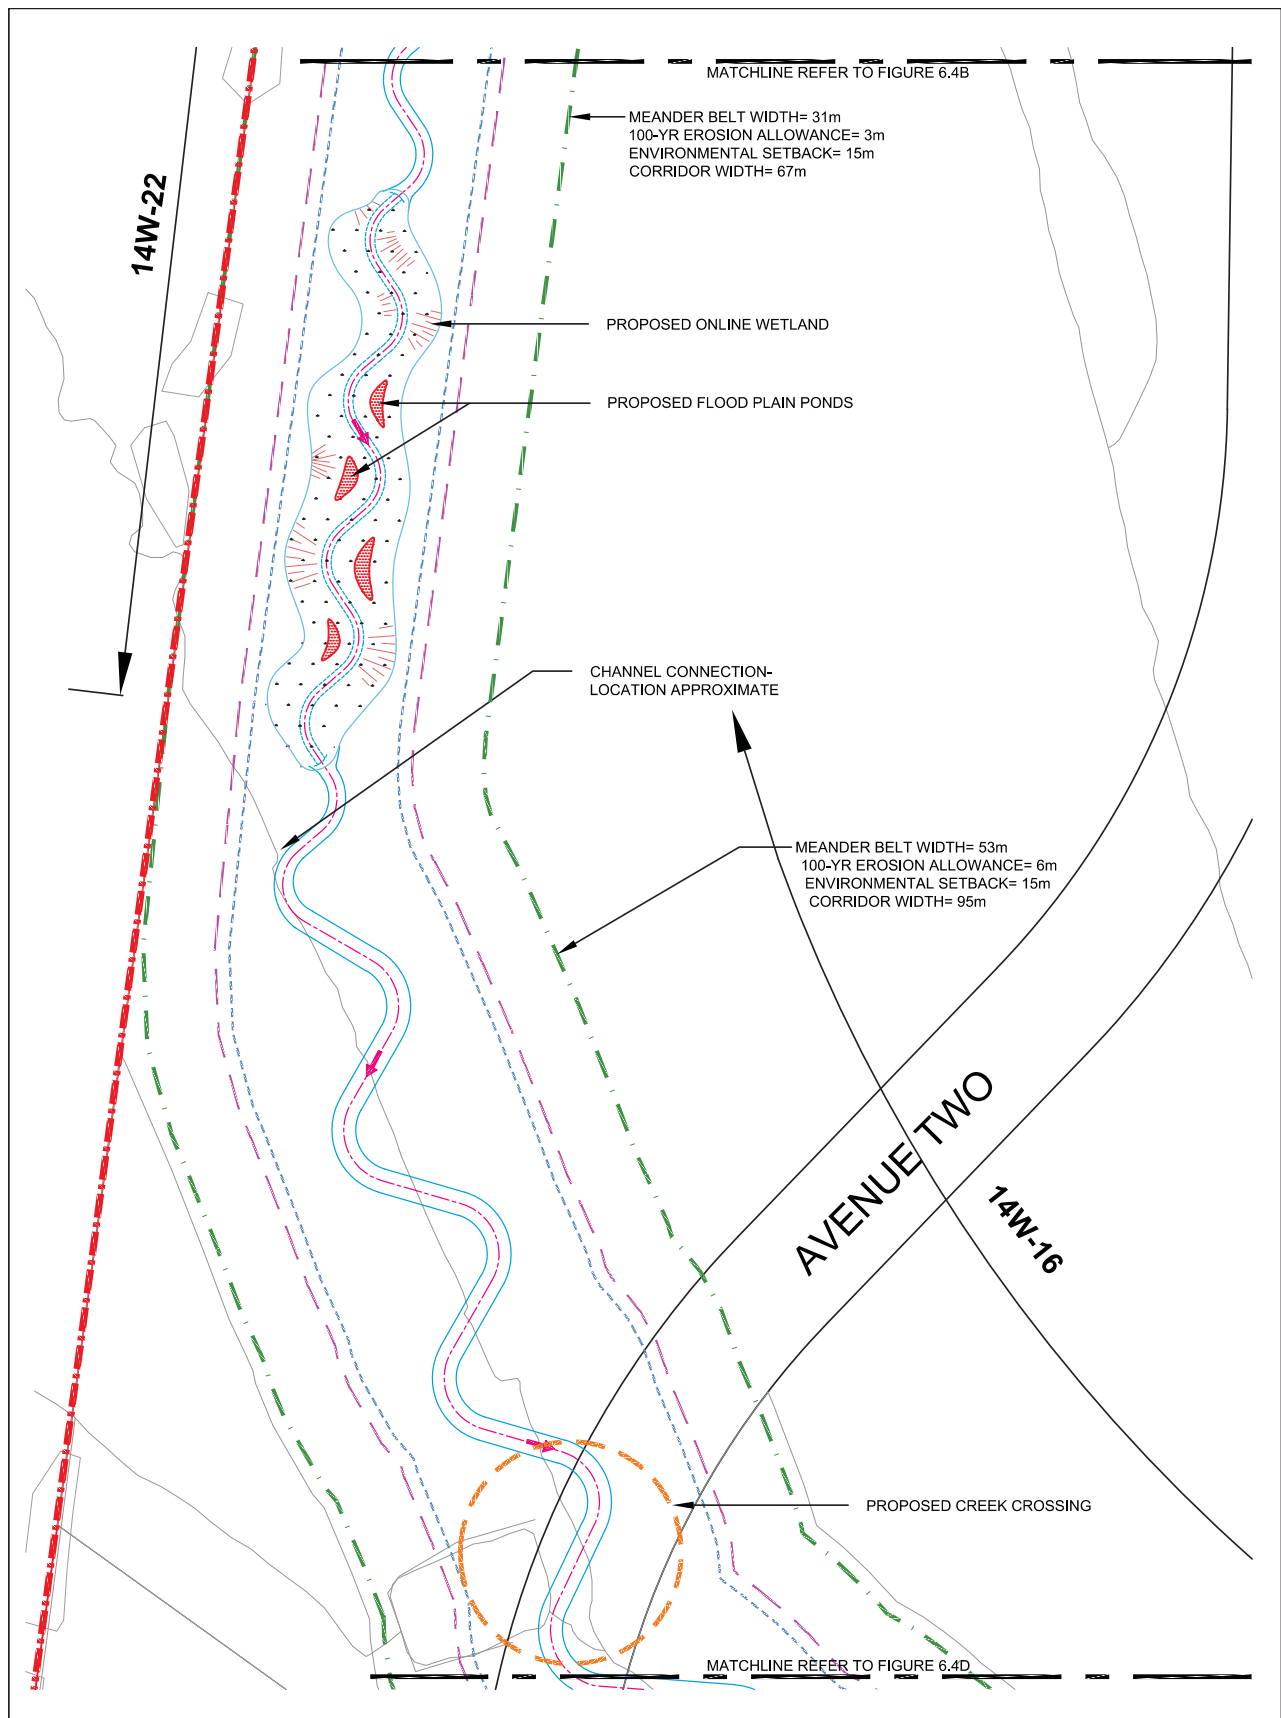 MATCHLINE REFER TO FIGURE 6.4B
MEANDER BELT WIDTH= 31m
100-YR EROSION ALLOWANCE= 3m
ENVIRONMENTAL SETBACK= 15m
CORRIDOR WIDTH= 67m
14W-22
PROPOSED ONLINE WETLAND
PROPOSED FLOOD PLAIN PONDS
CHANNEL CONNECTION-
LOCATION APPROXIMATE
MEANDER BELT WIDTH= 53m
100-YR EROSION ALLOWANCE= 6m
ENVIRONMENTAL SETBACK= 15m
CORRIDOR WIDTH= 95m
AVENUE TWO
14W-16
PROPOSED CREEK CROSSING
MATCHLINE REFER TO FIGURE 6.4D